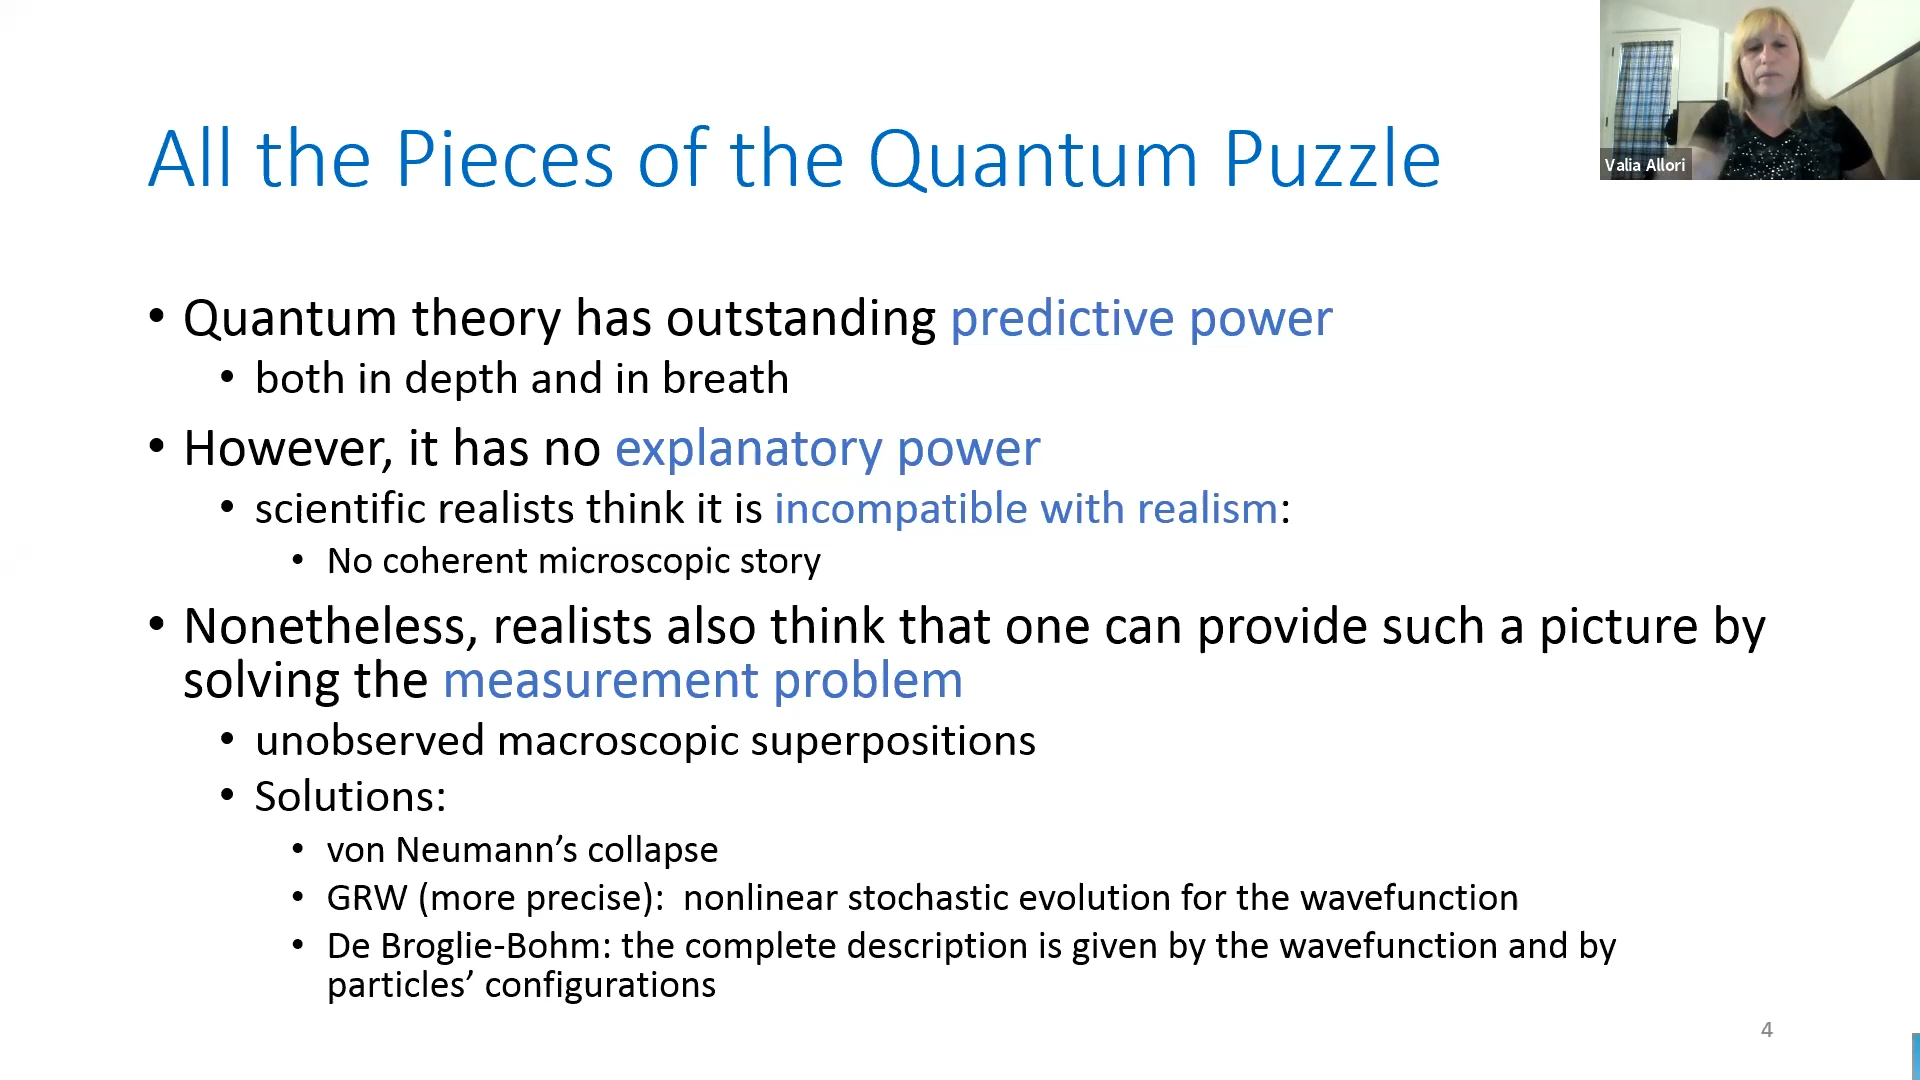 Valia Allori
All the Pieces of the Quantum Puzzle
• Quantum theory has outstanding predictive power
• both in depth and in breath
• However, it has no explanatory power
• scientific realists think it is incompatible with realism:
• No coherent microscopic story
• Nonetheless, realists also think that one can provide such a picture by
solving the measurement problem
• unobserved macroscopic superpositions
• Solutions:
• von Neumann’s collapse
• GRW (more precise):  nonlinear stochastic evolution for the wavefunction
• De Broglie-Bohm: the complete description is given by the wavefunction and by
particles’ configurations
4